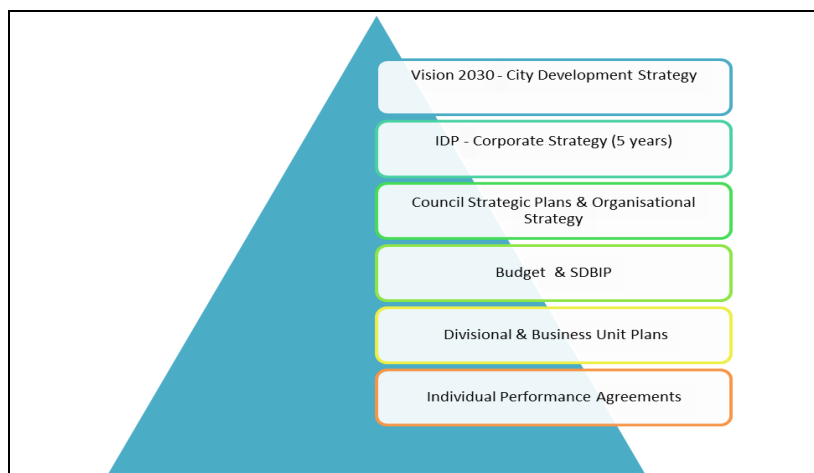 Vision 2030 - City Development Strategy
IDP - Corporate Strategy (5 years)
Council Strategic Plans & Organisational
Strategy
Budget & SDBIP
Divisional & Business Unit Plans
Individual Performance Agreements